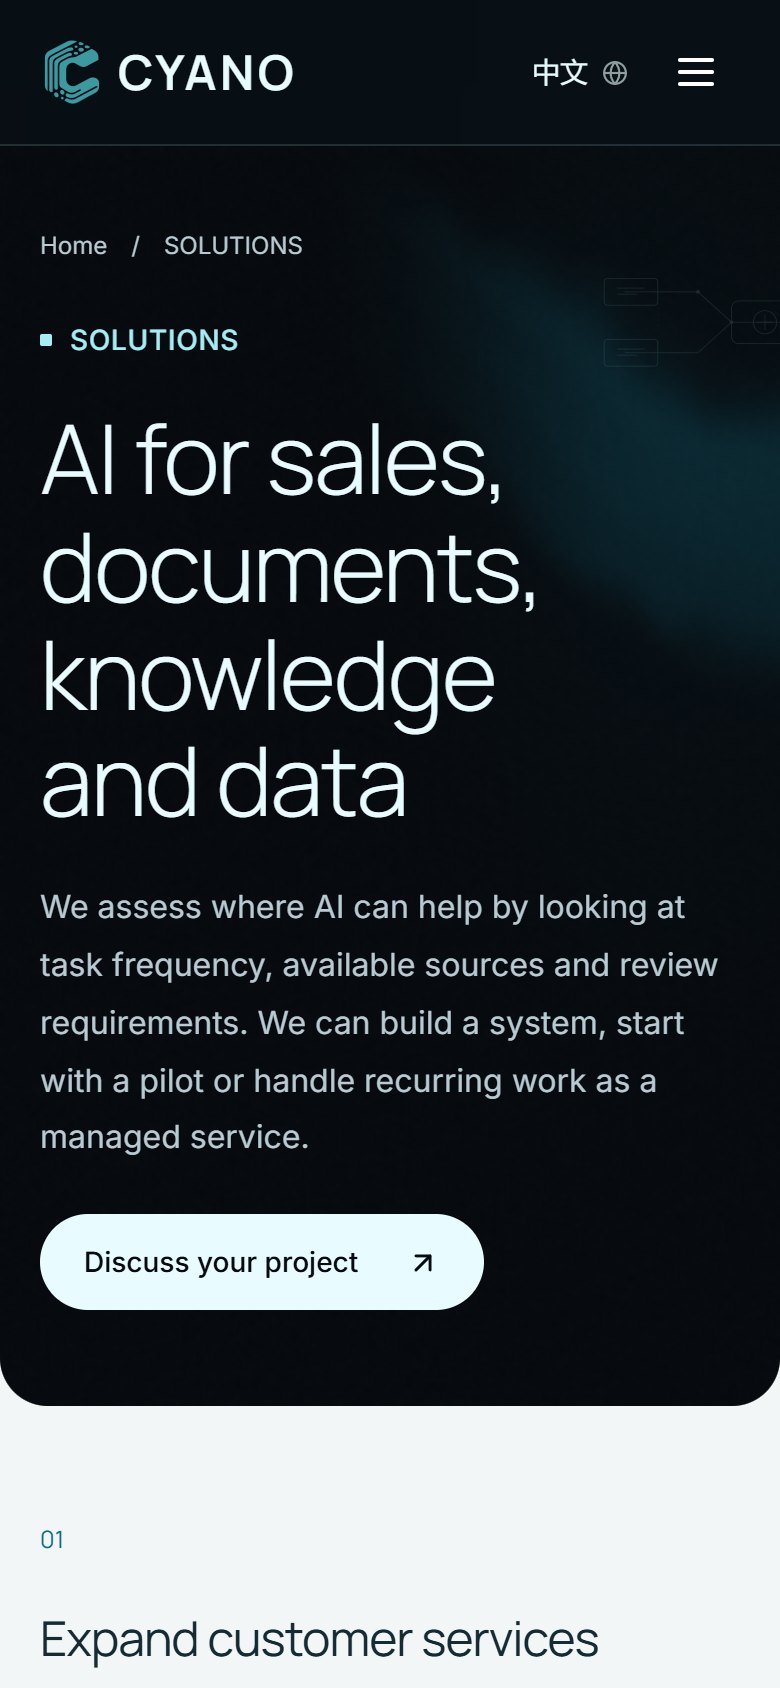 CYANO
中文
Home / SOLUTIONS
SOLUTIONS
AI for sales,
documents,
knowledge
and data
We assess where AI can help by looking at
task frequency, available sources and review
requirements. We can build a system, start
with a pilot or handle recurring work as a
managed service.
Discuss your project
01
Expand customer services